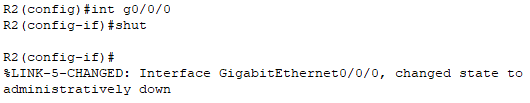 R2(config)#int g0/0/0
R2(config-if)#shut
R2(config-if)#
%LINK-5-CHANGED: Interface GigabitEthernet0/0/0, changed state to
administratively down